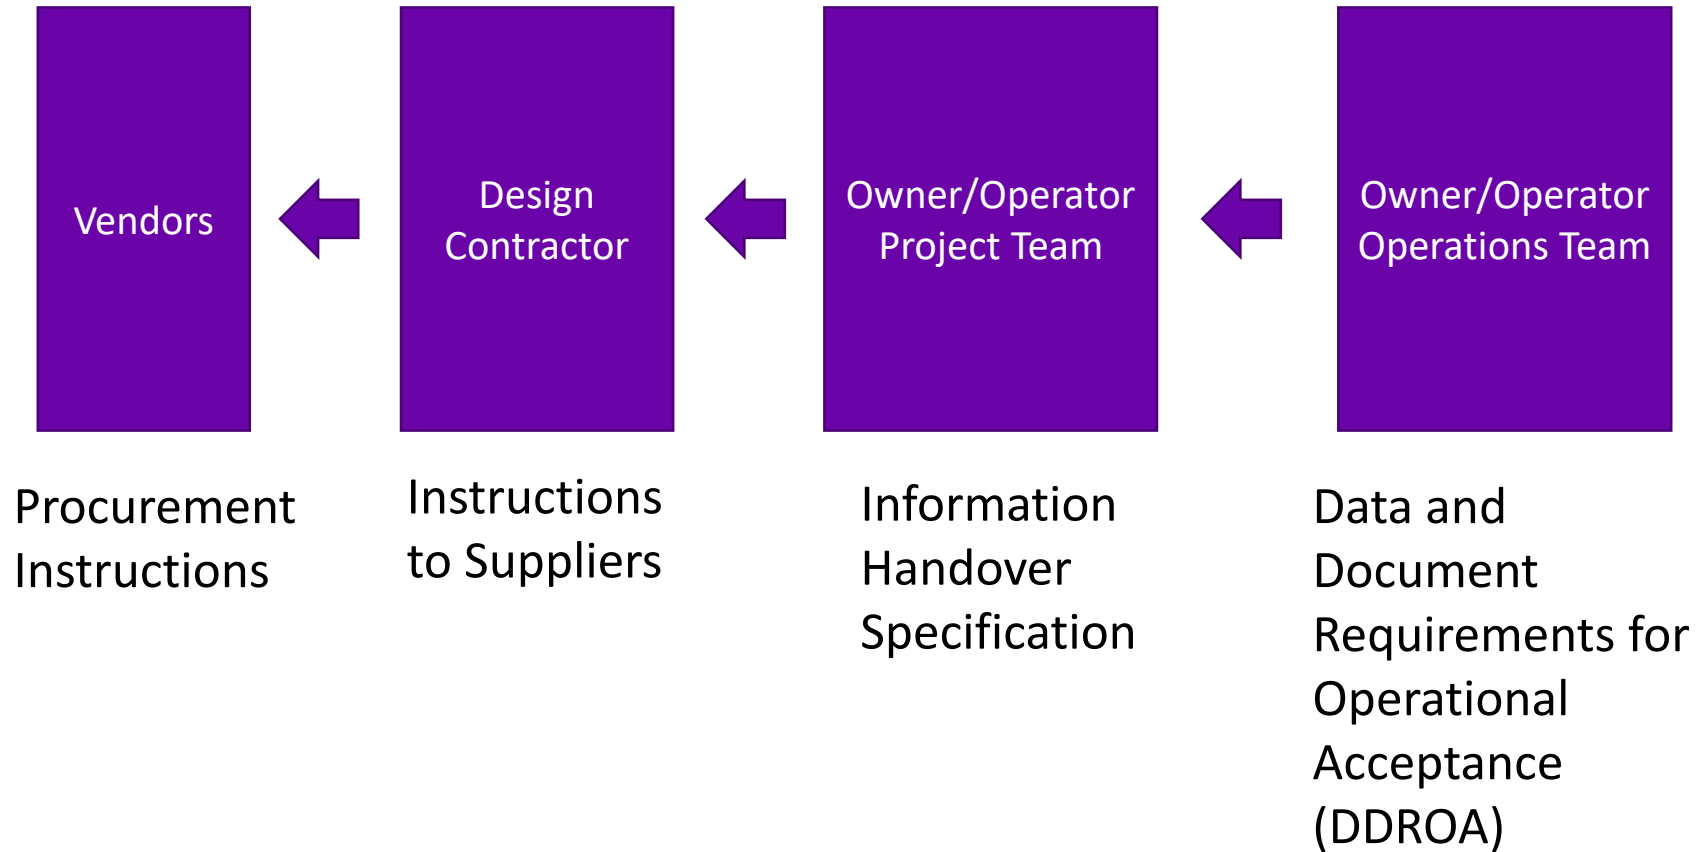 Vendors
Design
Contractor
Owner/Operator
Project Team
Owner/Operator
Operations Team
Procurement
Instructions
Instructions
to Suppliers
Information
Handover
Specification
Data and
Document
Requirements for
Operational
Acceptance
(DDROA)